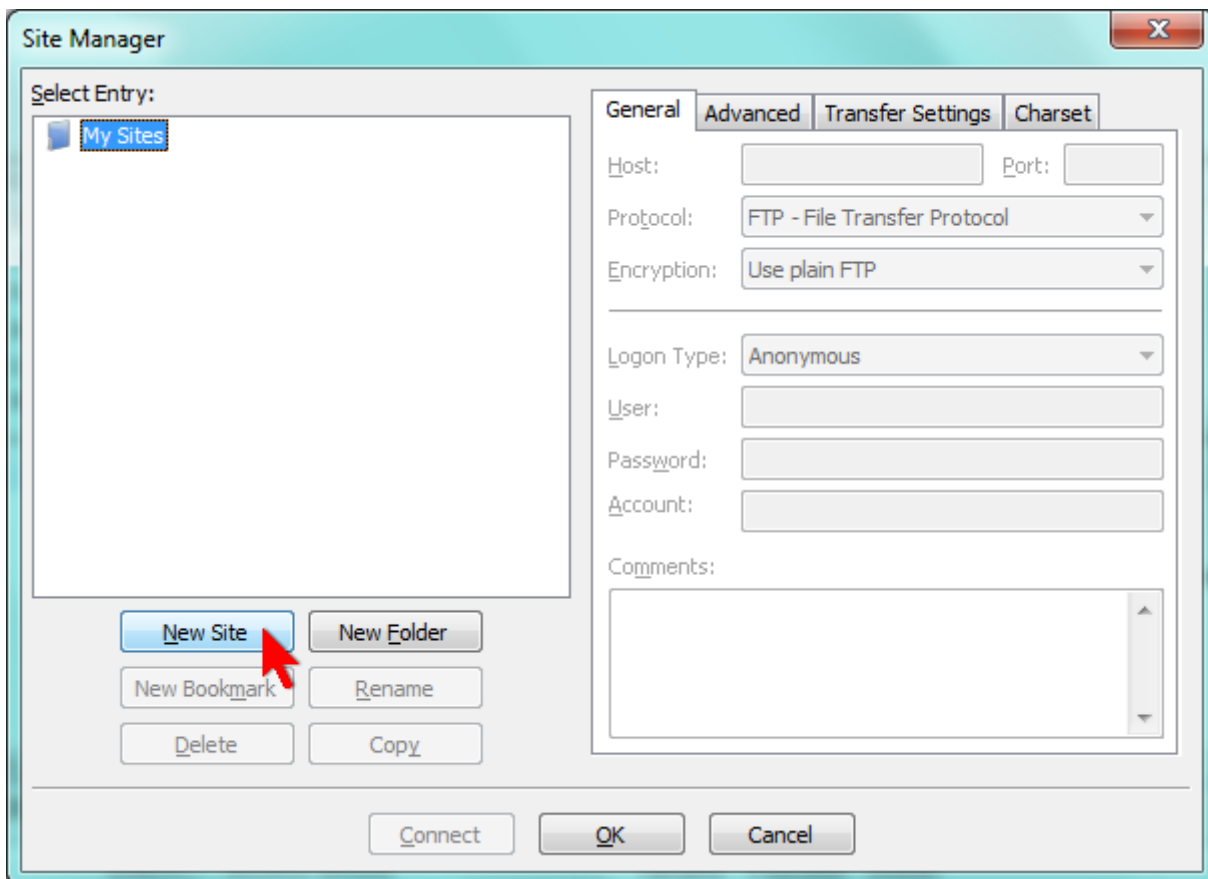 Site Manager
Select Entry:
My Sites
New Site
New Folder
New Bookmark
Rename
Delete
Copy
General
Advanced
Transfer Settings
Charset
Host:
Port:
Protocol:
FTP - File Transfer Protocol
Encryption:
Use plain FTP
Logon Type:
Anonymous
User:
Password:
Account:
Comments:
Connect
OK
Cancel